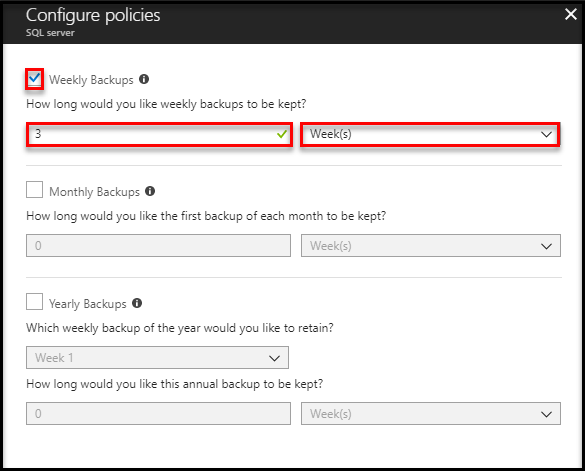 Configure policies
SQL server
Weekly Backups
How long would you like weekly backups to be kept?
3 Week(s)
Monthly Backups
How long would you like the first backup of each month to be kept?
0 Week(s)
Yearly Backups
Which weekly backup of the year would you like to retain?
Week 1
How long would you like this annual backup to be kept?
0 Week(s)